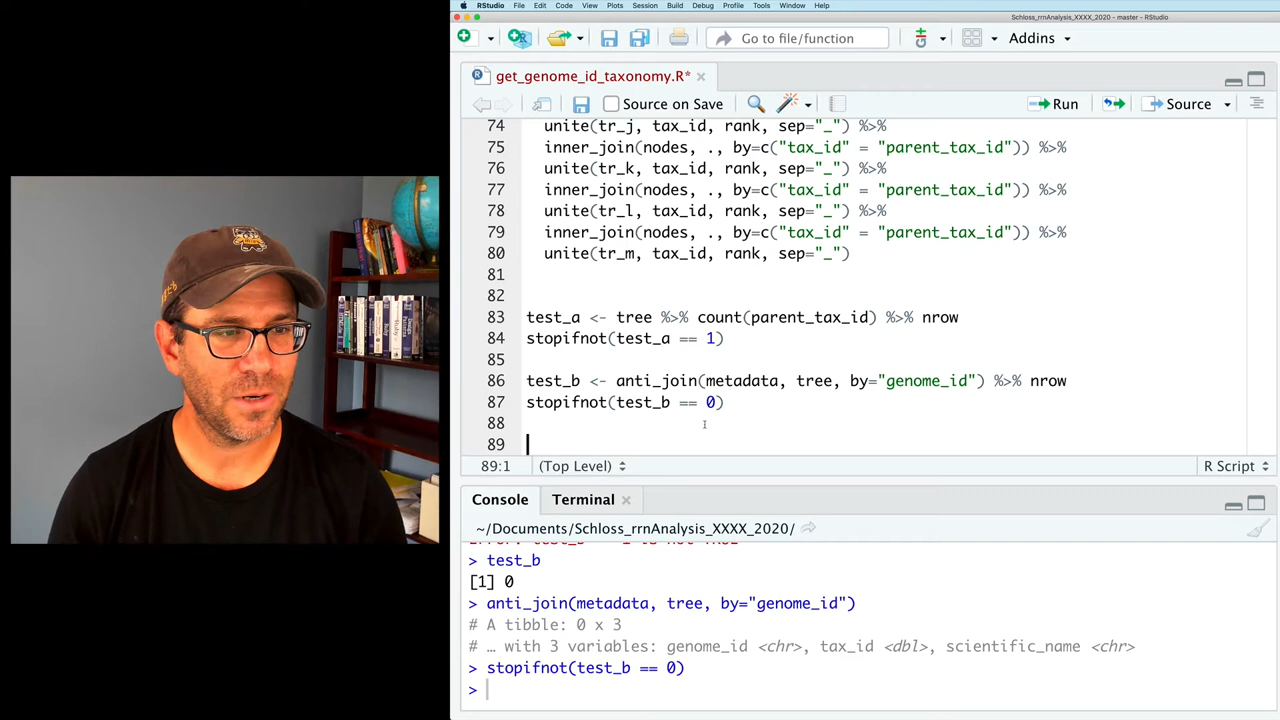 RStudio File Edit Code View Plots Session Build Debug Profile Tools Window Help
Schloss_rrnAnalysis_XXXX_2020 - master - RStudio
Go to file/function
Addins
get_genome_id_taxonomy.R*
Source on Save
Run
Source
74 unite(tr_j, tax_id, rank, sep="_") %>%
75 inner_join(nodes, ., by=c("tax_id" = "parent_tax_id")) %>%
76 unite(tr_k, tax_id, rank, sep="_") %>%
77 inner_join(nodes, ., by=c("tax_id" = "parent_tax_id")) %>%
78 unite(tr_l, tax_id, rank, sep="_") %>%
79 inner_join(nodes, ., by=c("tax_id" = "parent_tax_id")) %>%
80 unite(tr_m, tax_id, rank, sep="_")
81
82
83 test_a <- tree %>% count(parent_tax_id) %>% nrow
84 stopifnot(test_a == 1)
85
86 test_b <- anti_join(metadata, tree, by="genome_id") %>% nrow
87 stopifnot(test_b == 0)
88
89
89:1 (Top Level) R Script
Console Terminal
~/Documents/Schloss_rrnAnalysis_XXXX_2020/
> test_b
[1] 0
> anti_join(metadata, tree, by="genome_id")
# A tibble: 0 x 3
# … with 3 variables: genome_id <chr>, tax_id <dbl>, scientific_name <chr>
> stopifnot(test_b == 0)
>